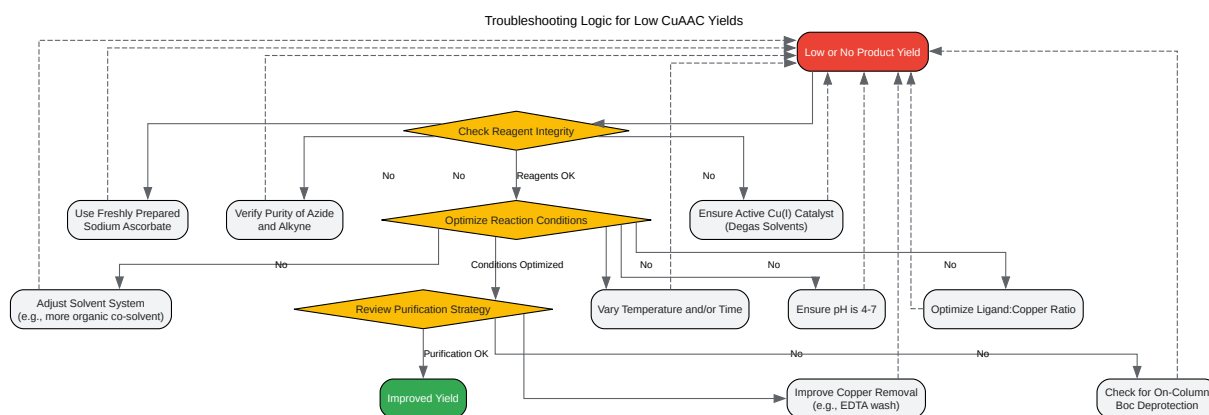 Troubleshooting Logic for Low CuAAC Yields
Low or No Product Yield
Check Reagent Integrity
No
No
Reagents OK
No
Use Freshly Prepared
Sodium Ascorbate
Verify Purity of Azide
and Alkyne
Ensure Active Cu(I) Catalyst
(Degas Solvents)
Optimize Reaction Conditions
No
Conditions Optimized
No
No
No
Adjust Solvent System
(e.g., more organic co-solvent)
Review Purification Strategy
Vary Temperature and/or Time
Ensure pH is 4-7
Optimize Ligand:Copper Ratio
Purification OK
No
No
Improved Yield
Improve Copper Removal
(e.g., EDTA wash)
Check for On-Column
Boc Deprotection